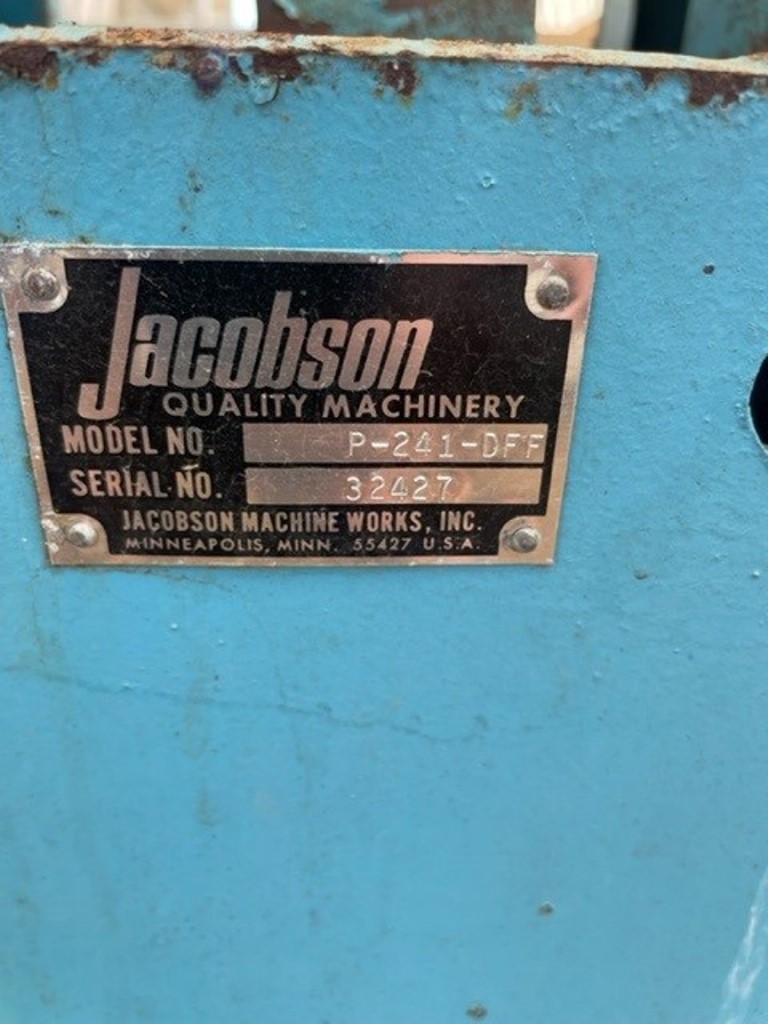 Jacobson
QUALITY MACHINERY
MODEL NO. P-241-DFF
SERIAL NO. 32427
JACOBSON MACHINE WORKS, INC.
MINNEAPOLIS, MINN. 55427 U.S.A.